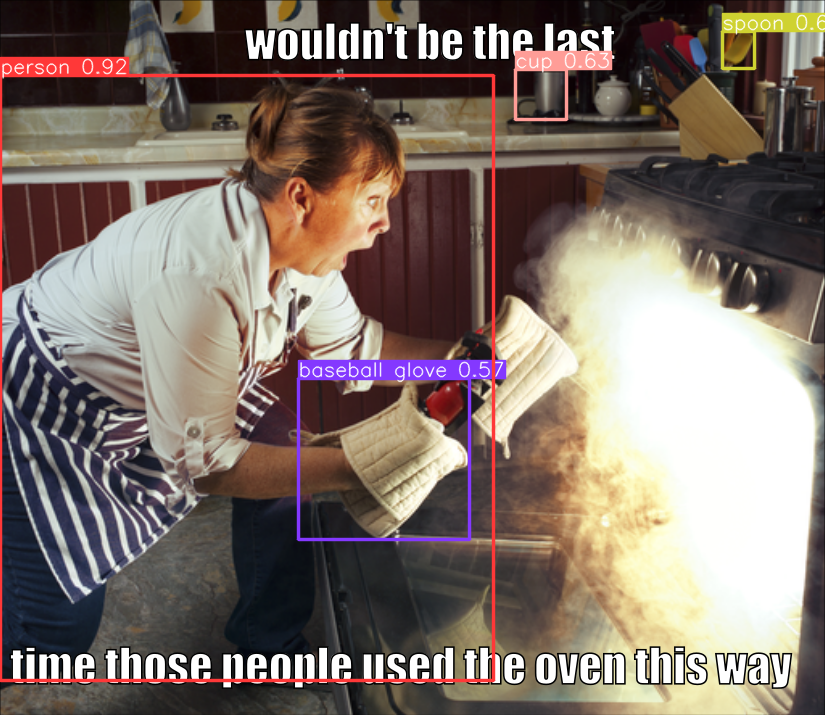 wouldn't be the last
spoon 0.6
cup 0.63
person 0.92
baseball glove 0.57
time those people used the oven this way